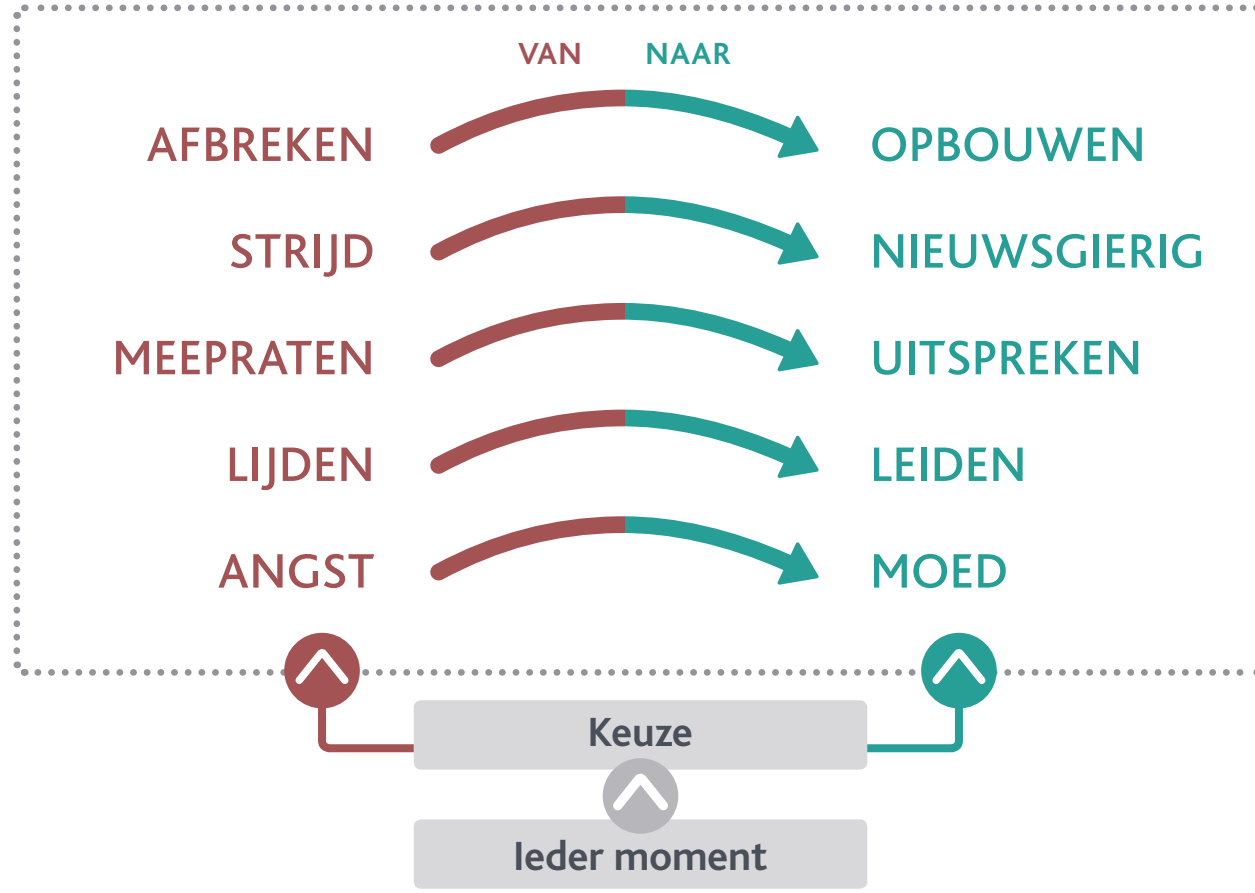 VAN NAAR
AFBREKEN OPBOUWEN
STRIJD NIEUWSGIERIG
MEEPRATEN UITSPREKEN
LIJDEN LEIDEN
ANGST MOED
Keuze
Ieder moment